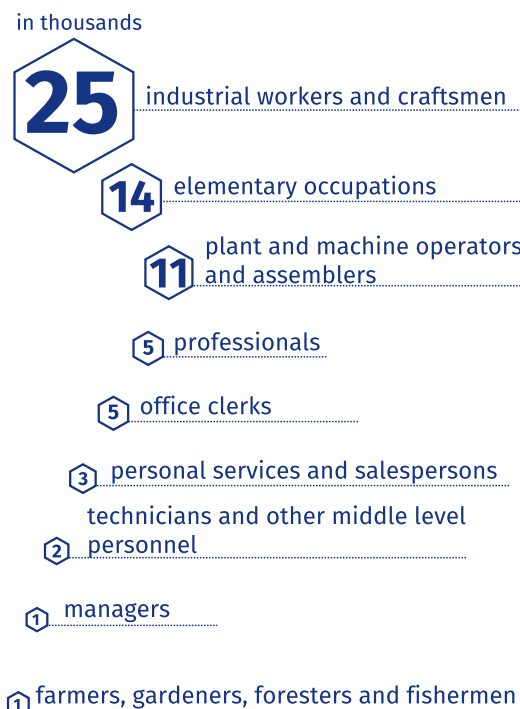 in thousands
25 industrial workers and craftsmen
14 elementary occupations
plant and machine operators
11 and assemblers
5 professionals
5 office clerks
3 personal services and salespersons
technicians and other middle level
2 personnel
1 managers
1 farmers, gardeners, foresters and fishermen